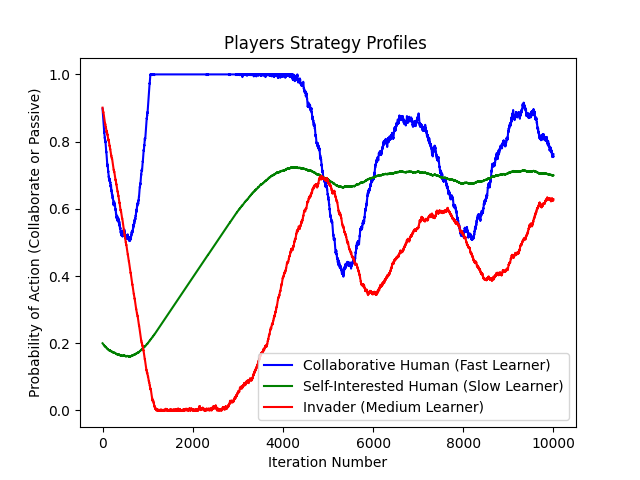 Players Strategy Profiles
Probability of Action (Collaborate or Passive)
1.0
0.8
0.6
0.4
0.2
0.0
Collaborative Human (Fast Learner)
Self-Interested Human (Slow Learner)
Invader (Medium Learner)
0 2000 4000 6000 8000 10000
Iteration Number